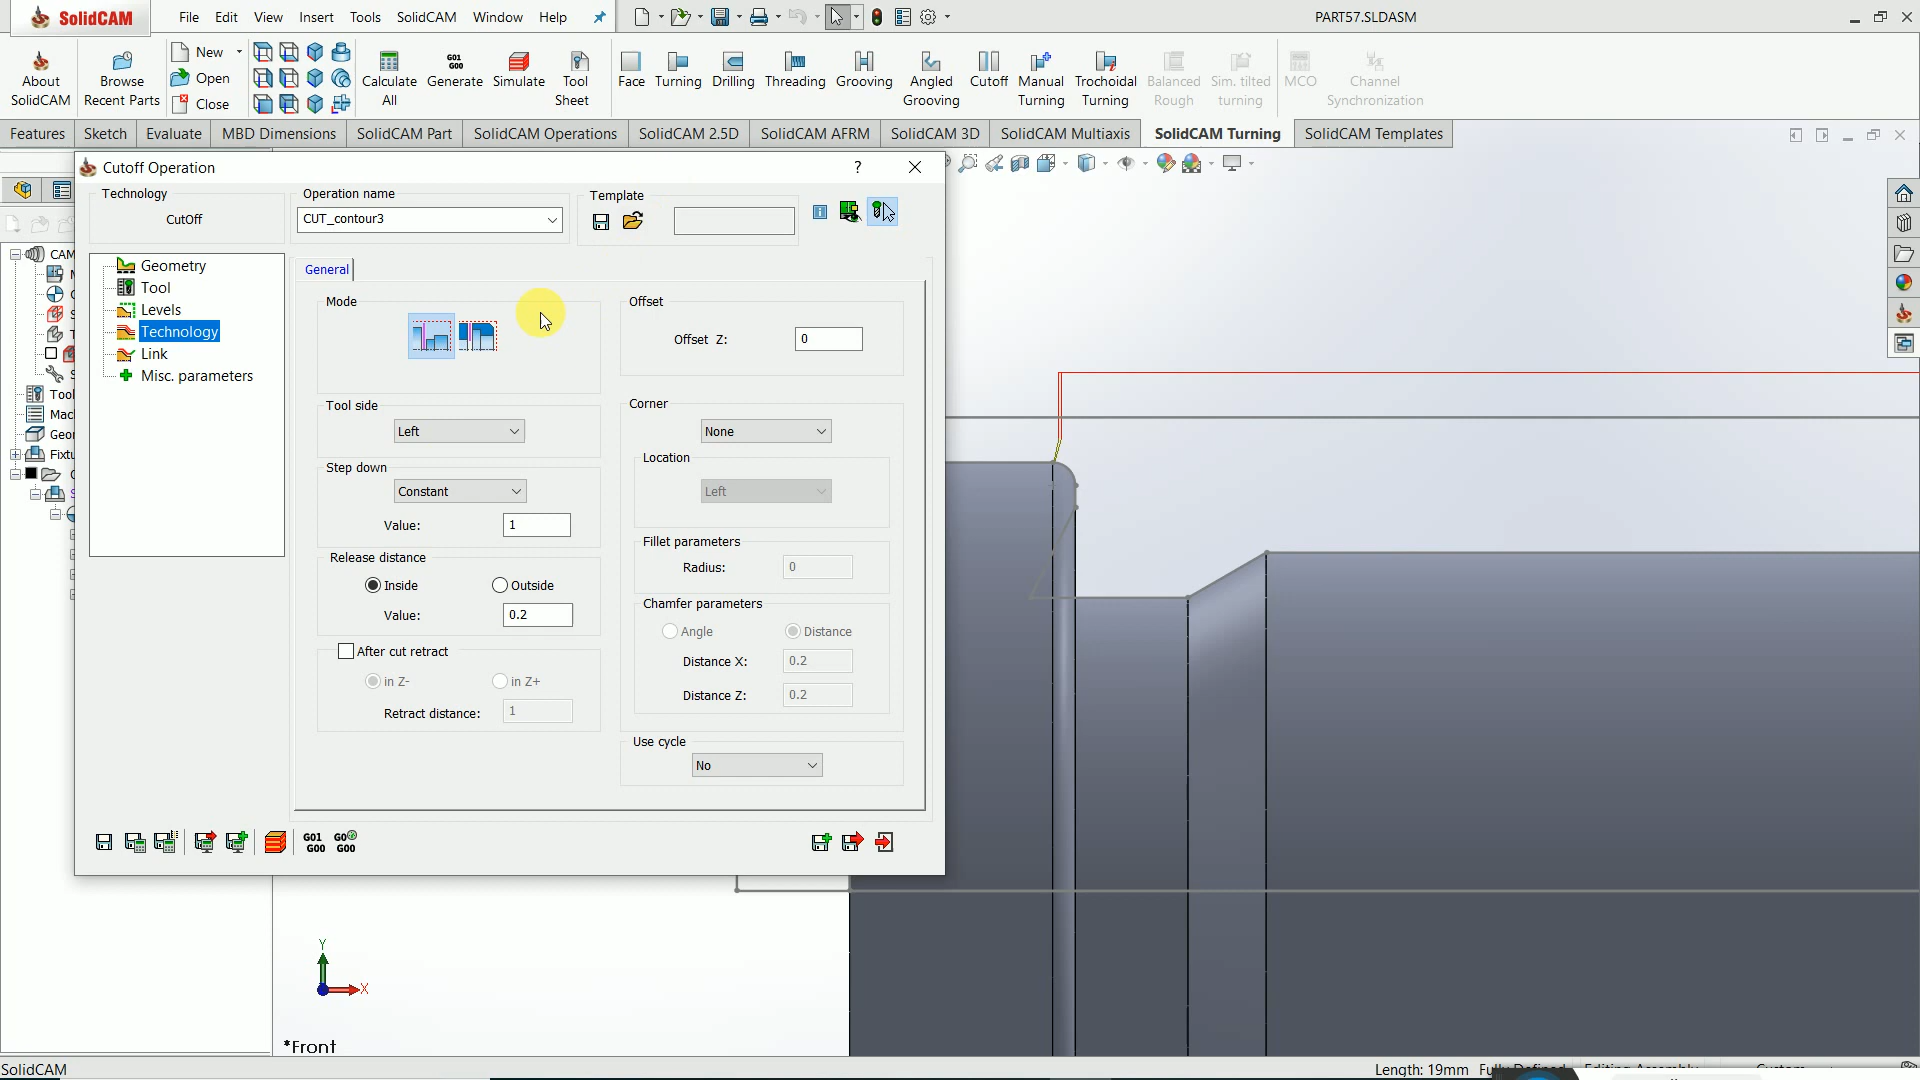 SolidCAM File Edit View Insert Tools SolidCAM Window Help PART57.SLDASM
About SolidCAM
Browse Recent Parts
New
Open
Close
Calculate All
G01 G00 Generate
Simulate
Tool Sheet
Face Turning Drilling Threading Grooving
Angled Grooving
Cutoff
Manual Turning
Trochoidal Turning
Balanced Rough
Sim. tilted turning
MCO
Channel Synchronization
Features Sketch Evaluate MBD Dimensions SolidCAM Part SolidCAM Operations SolidCAM 2.5D SolidCAM AFRM SolidCAM 3D SolidCAM Multiaxis SolidCAM Turning SolidCAM Templates
Cutoff Operation ?
Technology
CutOff
Operation name
CUT_contour3
Template
Geometry
Tool
Levels
Technology
Link
Misc. parameters
General
Mode
Tool side
Left
Step down
Constant
Value: 1
Release distance
Inside Outside
Value: 0.2
After cut retract
in Z- in Z+
Retract distance: 1
Offset
Offset Z: 0
Corner
None
Location
Left
Fillet parameters
Radius: 0
Chamfer parameters
Angle Distance
Distance X: 0.2
Distance Z: 0.2
Use cycle
No
G01 G00
Y
X
*Front
SolidCAM Length: 19mm